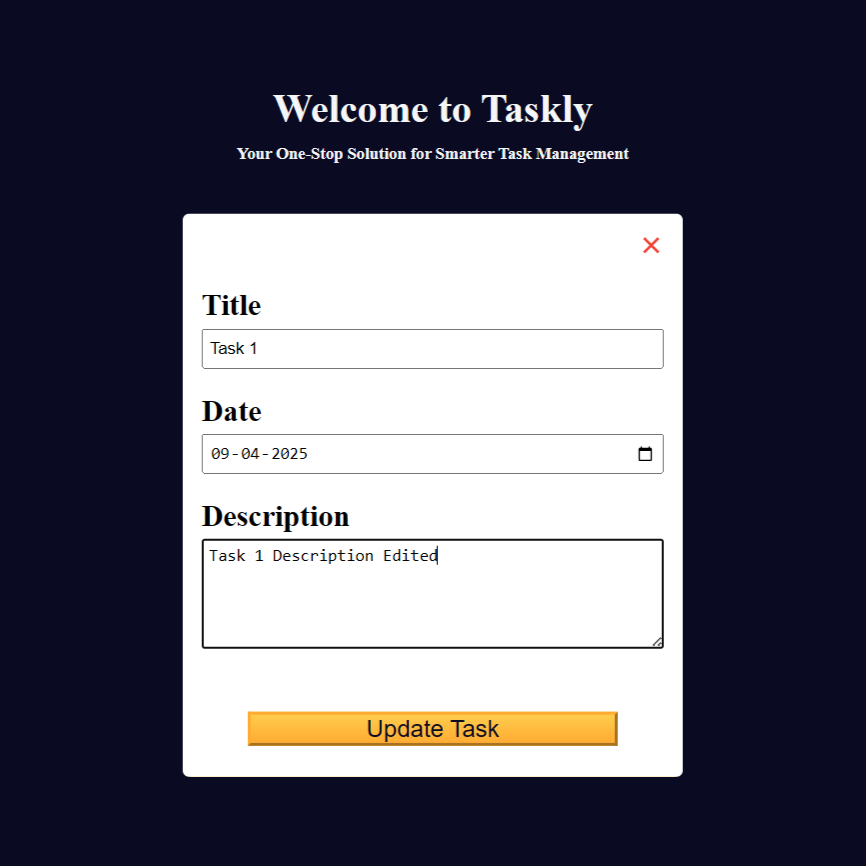 Welcome to Taskly
Your One-Stop Solution for Smarter Task Management
Title
Task 1
Date
09-04-2025
Description
Task 1 Description Edited
Update Task